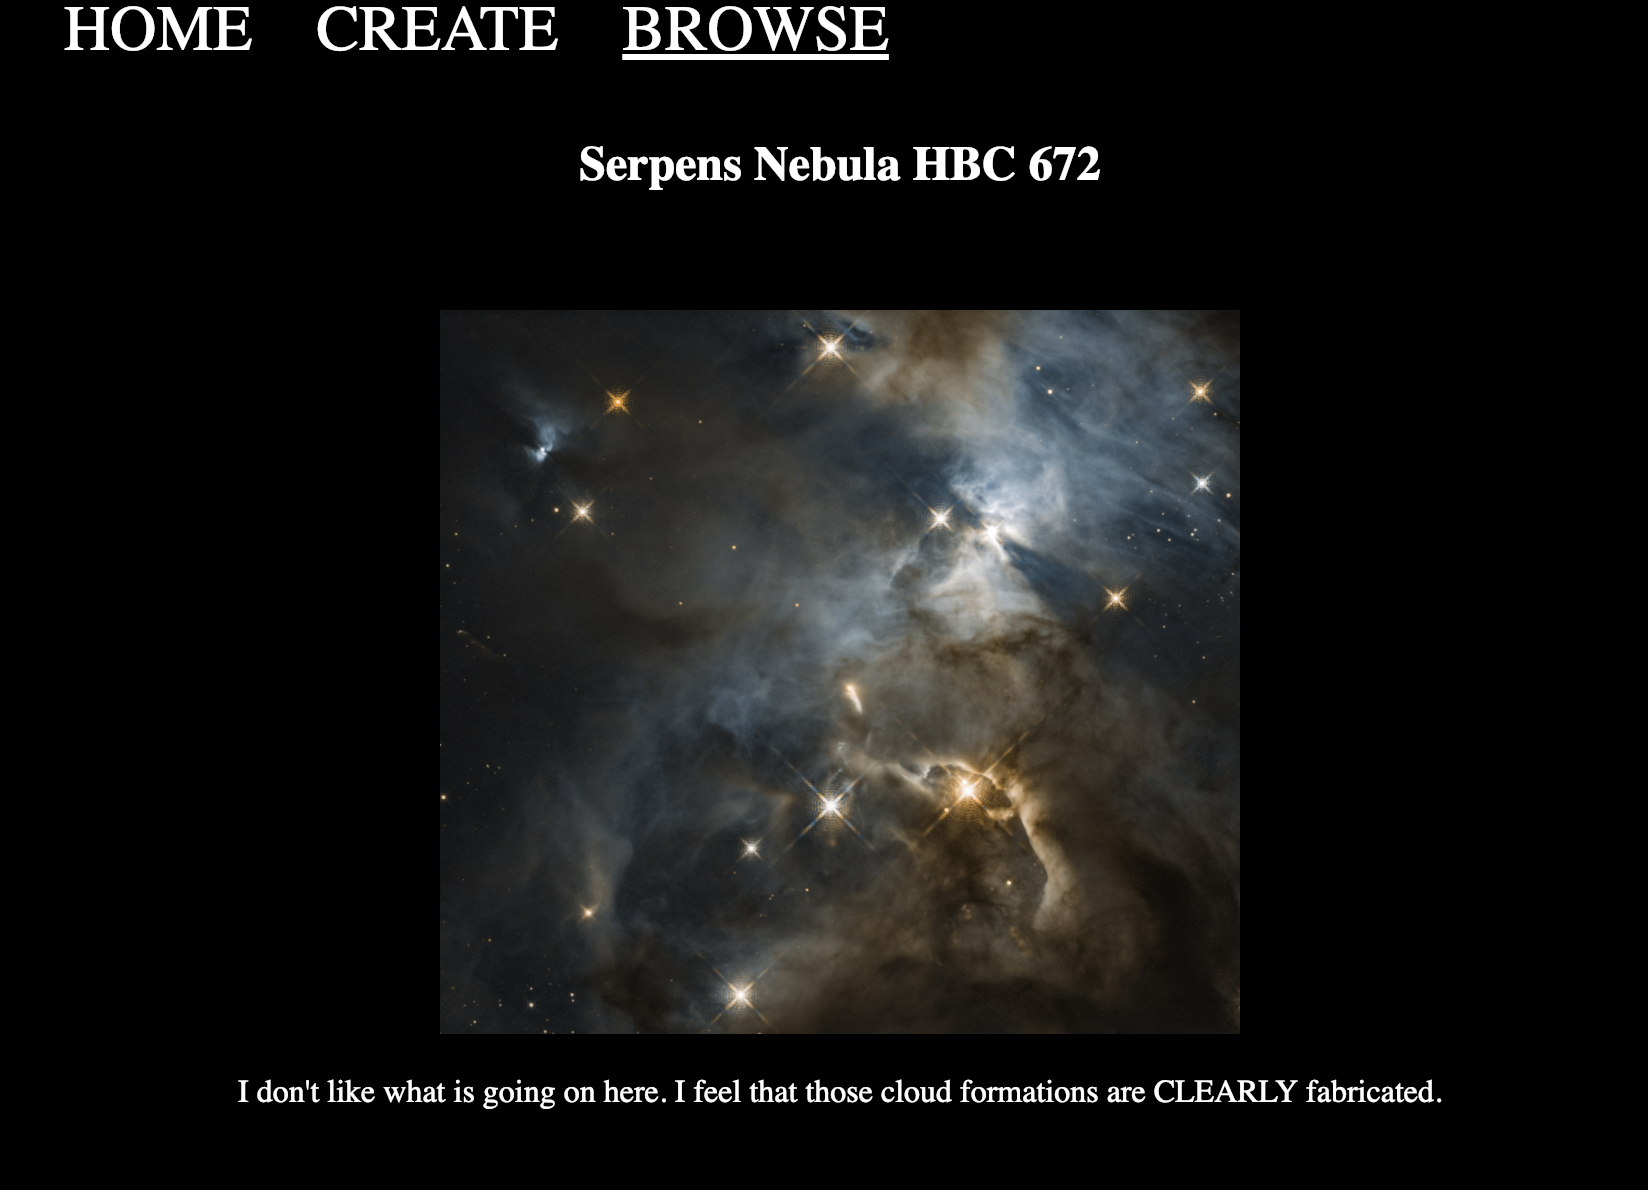 HOME CREATE BROWSE
Serpens Nebula HBC 672
I don't like what is going on here. I feel that those cloud formations are CLEARLY fabricated.